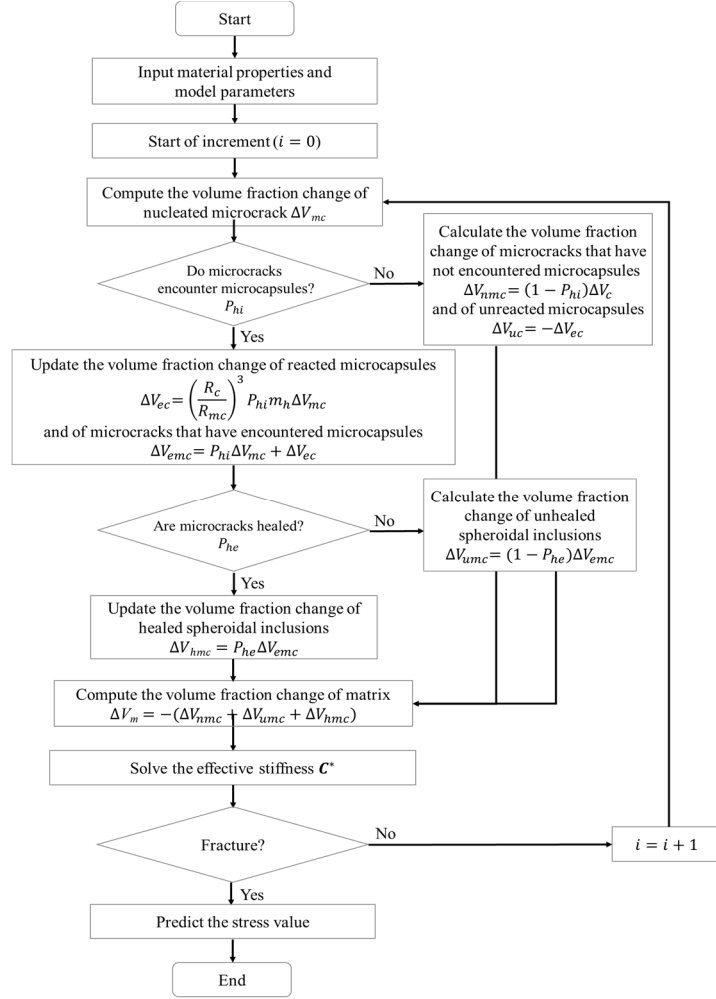 Start
Input material properties and
model parameters
Start of increment (i = 0)
Compute the volume fraction change of
nucleated microcrack ΔV_mc
Do microcracks
encounter microcapsules?
P_hi
No
Calculate the volume fraction
change of microcracks that have
not encountered microcapsules
ΔV_nmc = (1 − P_hi)ΔV_c
and of unreacted microcapsules
ΔV_uc = −ΔV_ec
Yes
Update the volume fraction change of reacted microcapsules
ΔV_ec = (R_c / R_mc)^3 P_hi m_h ΔV_mc
and of microcracks that have encountered microcapsules
ΔV_emc = P_hi ΔV_mc + ΔV_ec
Are microcracks healed?
P_he
No
Calculate the volume fraction
change of unhealed
spheroidal inclusions
ΔV_umc = (1 − P_he)ΔV_emc
Yes
Update the volume fraction change of
healed spheroidal inclusions
ΔV_hmc = P_he ΔV_emc
Compute the volume fraction change of matrix
ΔV_m = −(ΔV_nmc + ΔV_umc + ΔV_hmc)
Solve the effective stiffness C*
Fracture?
No
i = i + 1
Yes
Predict the stress value
End